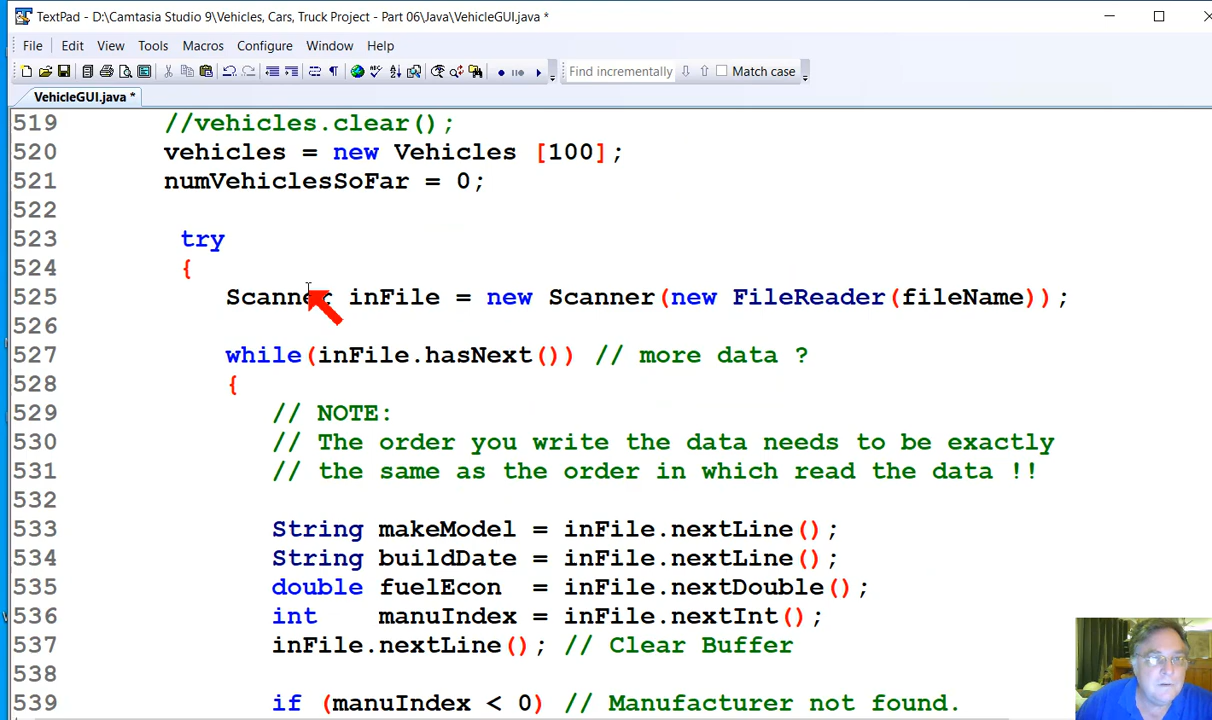 TextPad - D:\Camtasia Studio 9\Vehicles, Cars, Truck Project - Part 06\Java\VehicleGUI.java *
File Edit View Tools Macros Configure Window Help
Find incrementally Match case
VehicleGUI.java *
519 //vehicles.clear();
520 vehicles = new Vehicles [100];
521 numVehiclesSoFar = 0;
522
523 try
524 {
525 Scanner inFile = new Scanner(new FileReader(fileName));
526
527 while(inFile.hasNext()) // more data ?
528 {
529 // NOTE:
530 // The order you write the data needs to be exactly
531 // the same as the order in which read the data !!
532
533 String makeModel = inFile.nextLine();
534 String buildDate = inFile.nextLine();
535 double fuelEcon = inFile.nextDouble();
536 int manuIndex = inFile.nextInt();
537 inFile.nextLine(); // Clear Buffer
538
539 if (manuIndex < 0) // Manufacturer not found.